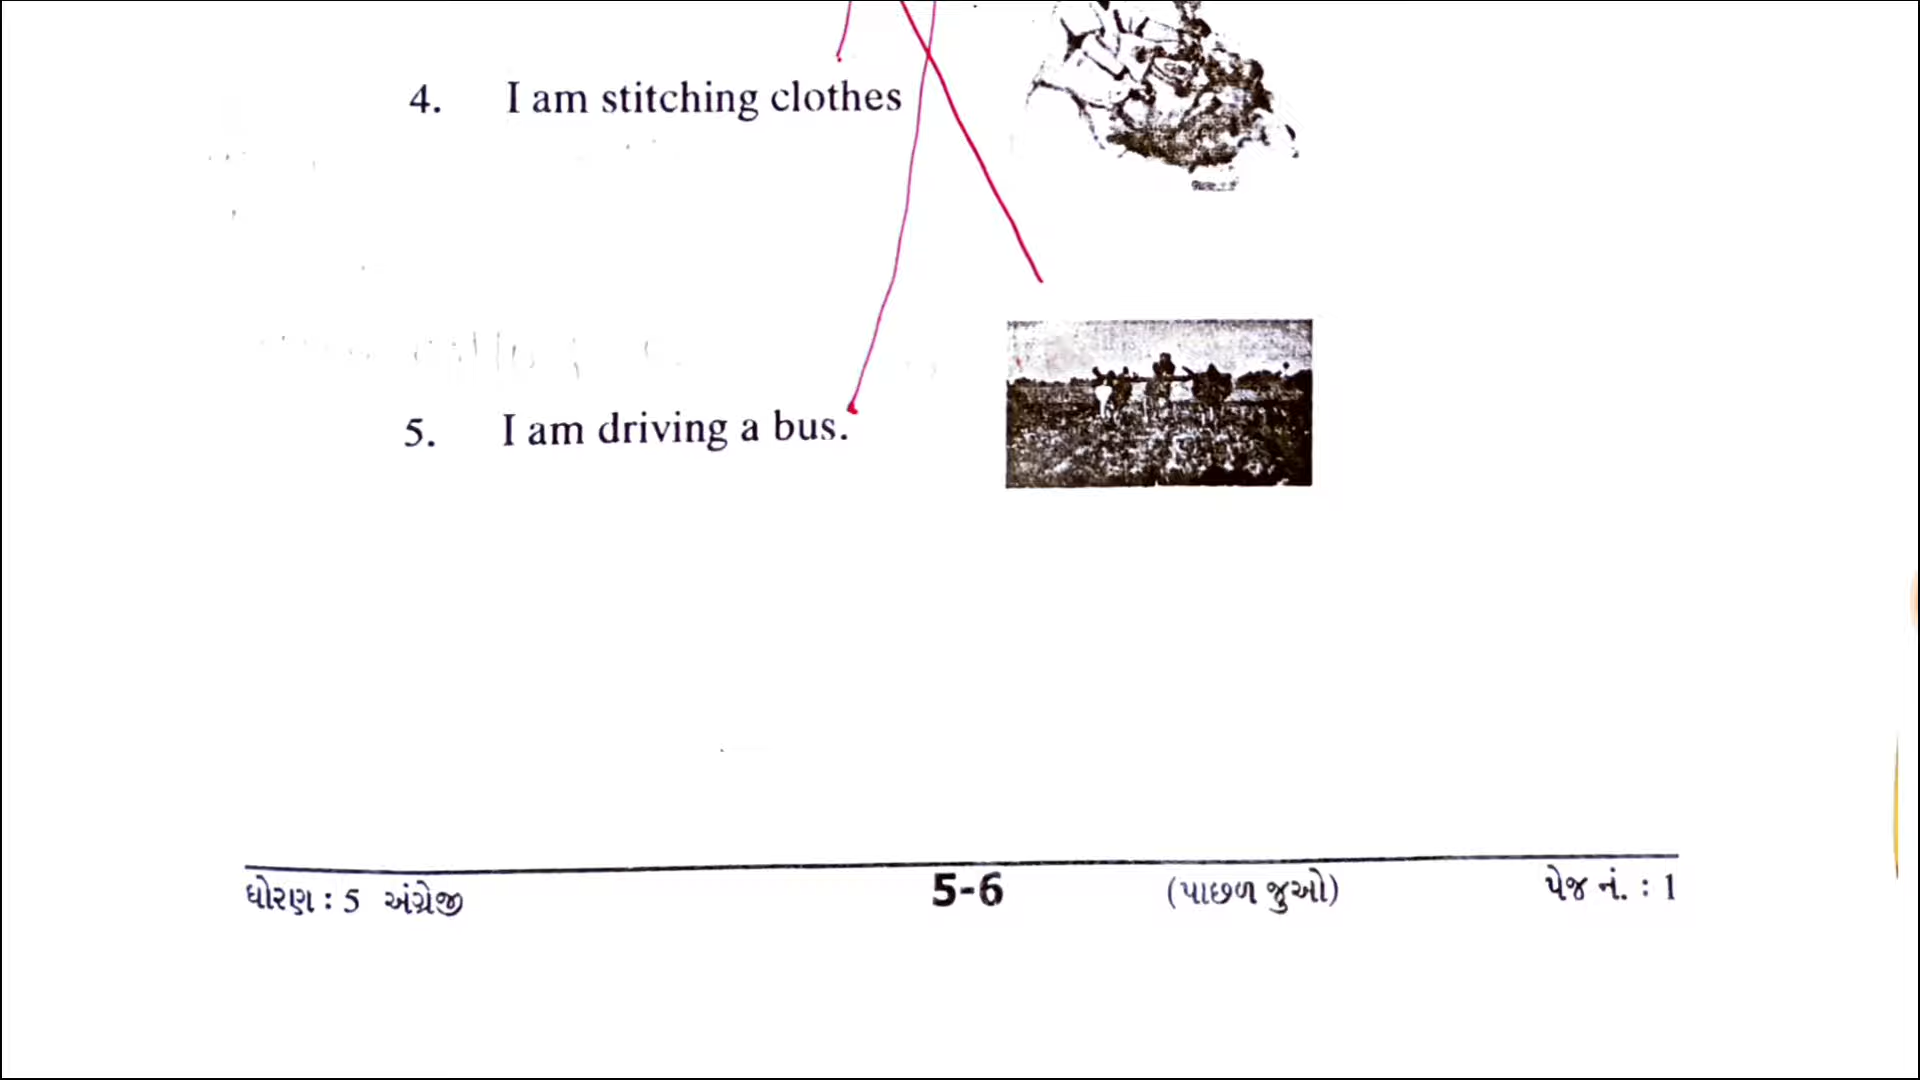 4. I am stitching clothes
5. I am driving a bus.
ધોરણ : 5 અંગ્રેજી 5-6 (પાછળ જુઓ) પેજ નં. : 1